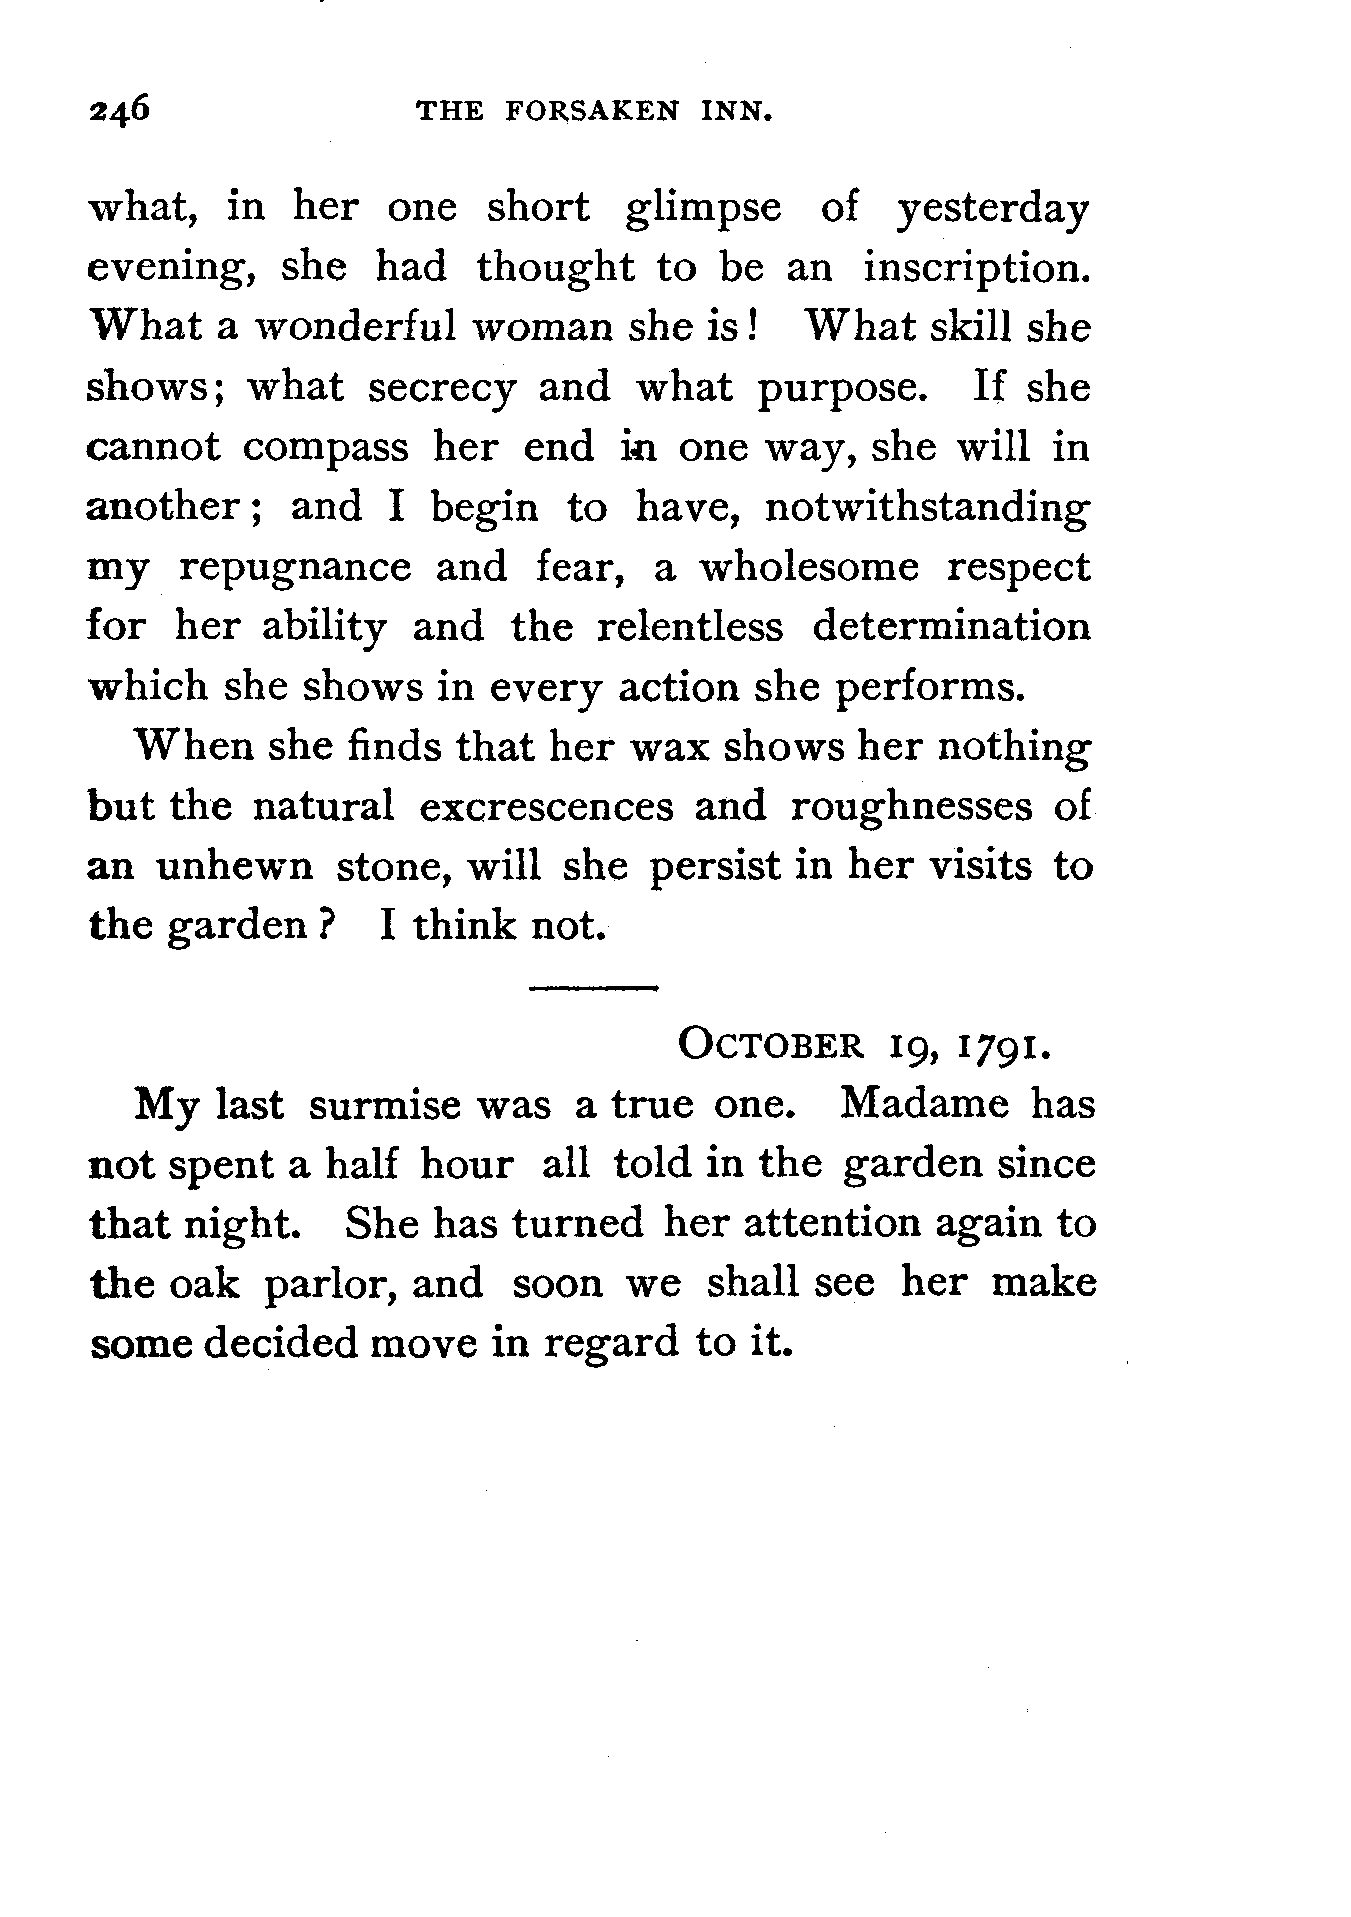 246 THE FORSAKEN INN.
what, in her one short glimpse of yesterday
evening, she had thought to be an inscription.
What a wonderful woman she is! What skill she
shows; what secrecy and what purpose. If she
cannot compass her end in one way, she will in
another; and I begin to have, notwithstanding
my repugnance and fear, a wholesome respect
for her ability and the relentless determination
which she shows in every action she performs.
When she finds that her wax shows her nothing
but the natural excrescences and roughnesses of
an unhewn stone, will she persist in her visits to
the garden? I think not.
OCTOBER 19, 1791.
My last surmise was a true one. Madame has
not spent a half hour all told in the garden since
that night. She has turned her attention again to
the oak parlor, and soon we shall see her make
some decided move in regard to it.